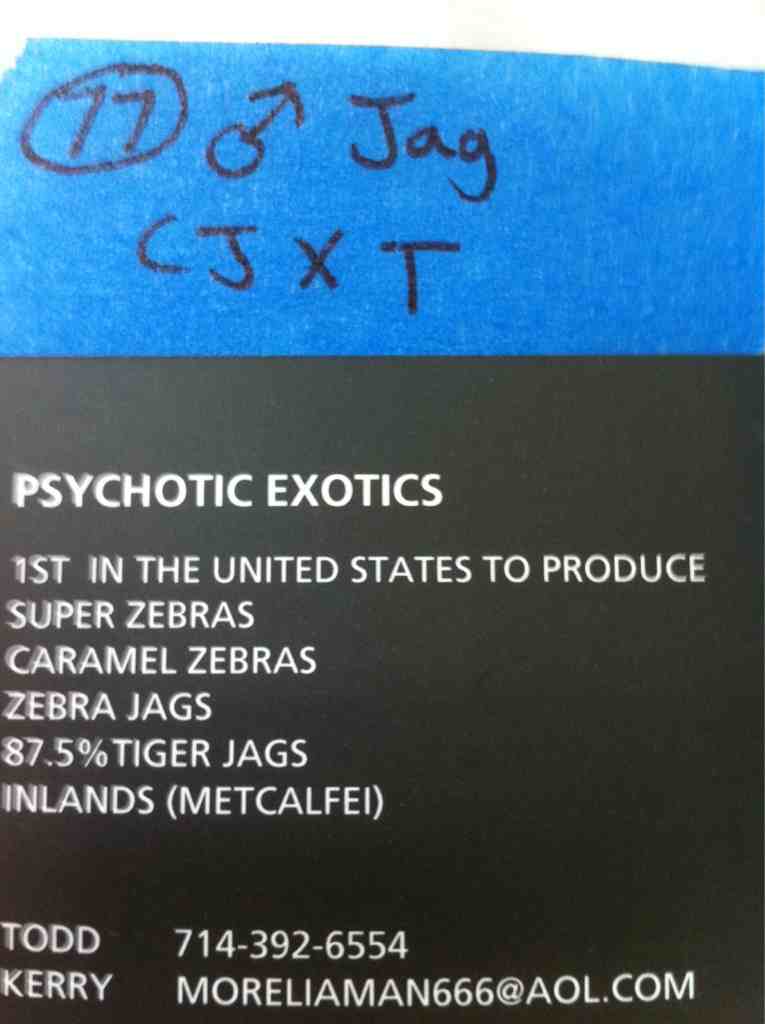 77 ♂ Jag
CJ x T
PSYCHOTIC EXOTICS
1ST IN THE UNITED STATES TO PRODUCE
SUPER ZEBRAS
CARAMEL ZEBRAS
ZEBRA JAGS
87.5% TIGER JAGS
INLANDS (METCALFEI)
TODD 714-392-6554
KERRY MORELIAMAN666@AOL.COM